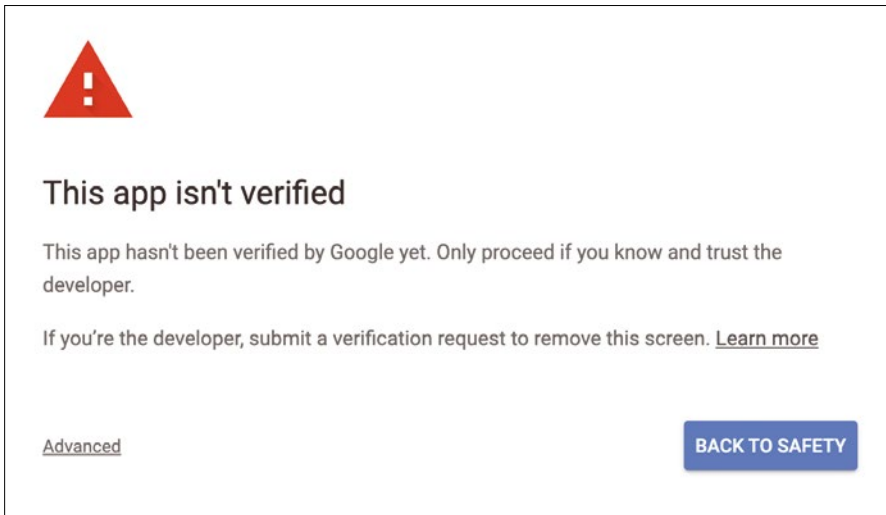 This app isn't verified
This app hasn't been verified by Google yet. Only proceed if you know and trust the
developer.
If you’re the developer, submit a verification request to remove this screen. Learn more
Advanced
BACK TO SAFETY